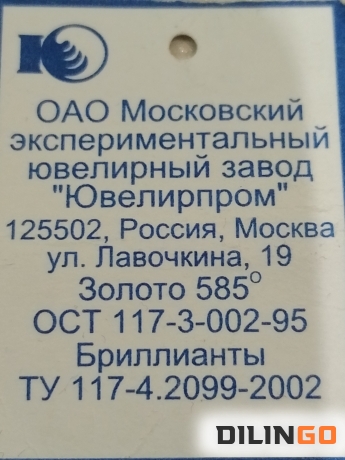 ОАО Московский
экспериментальный
ювелирный завод
"Ювелирпром"
125502, Россия, Москва
ул. Лавочкина, 19
Золото 585°
ОСТ 117-3-002-95
Бриллианты
ТУ 117-4.2099-2002
DILINGO